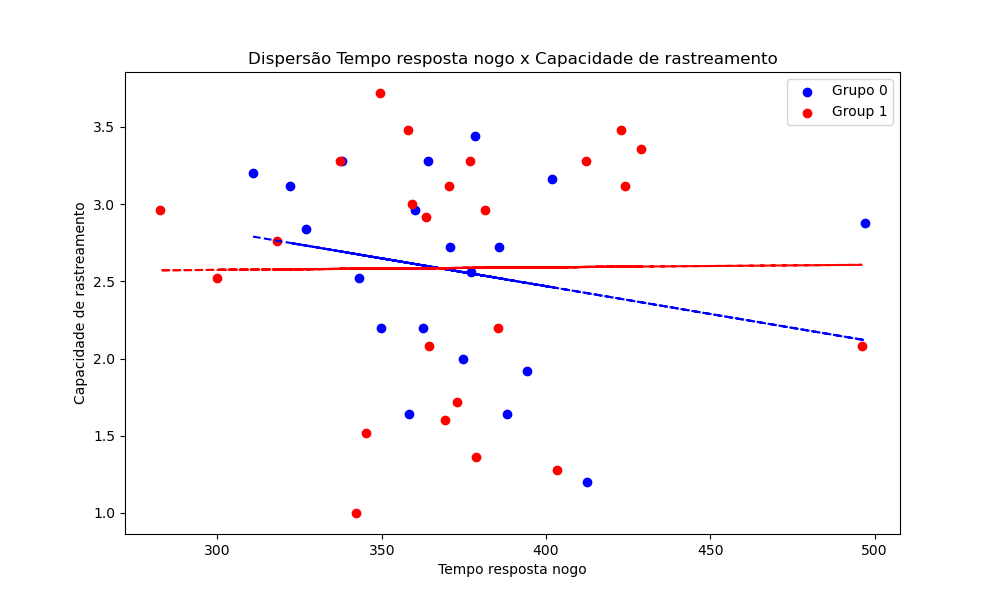 Dispersão Tempo resposta nogo x Capacidade de rastreamento
Grupo 0
Group 1
Capacidade de rastreamento
3.5
3.0
2.5
2.0
1.5
1.0
300
350
400
450
500
Tempo resposta nogo